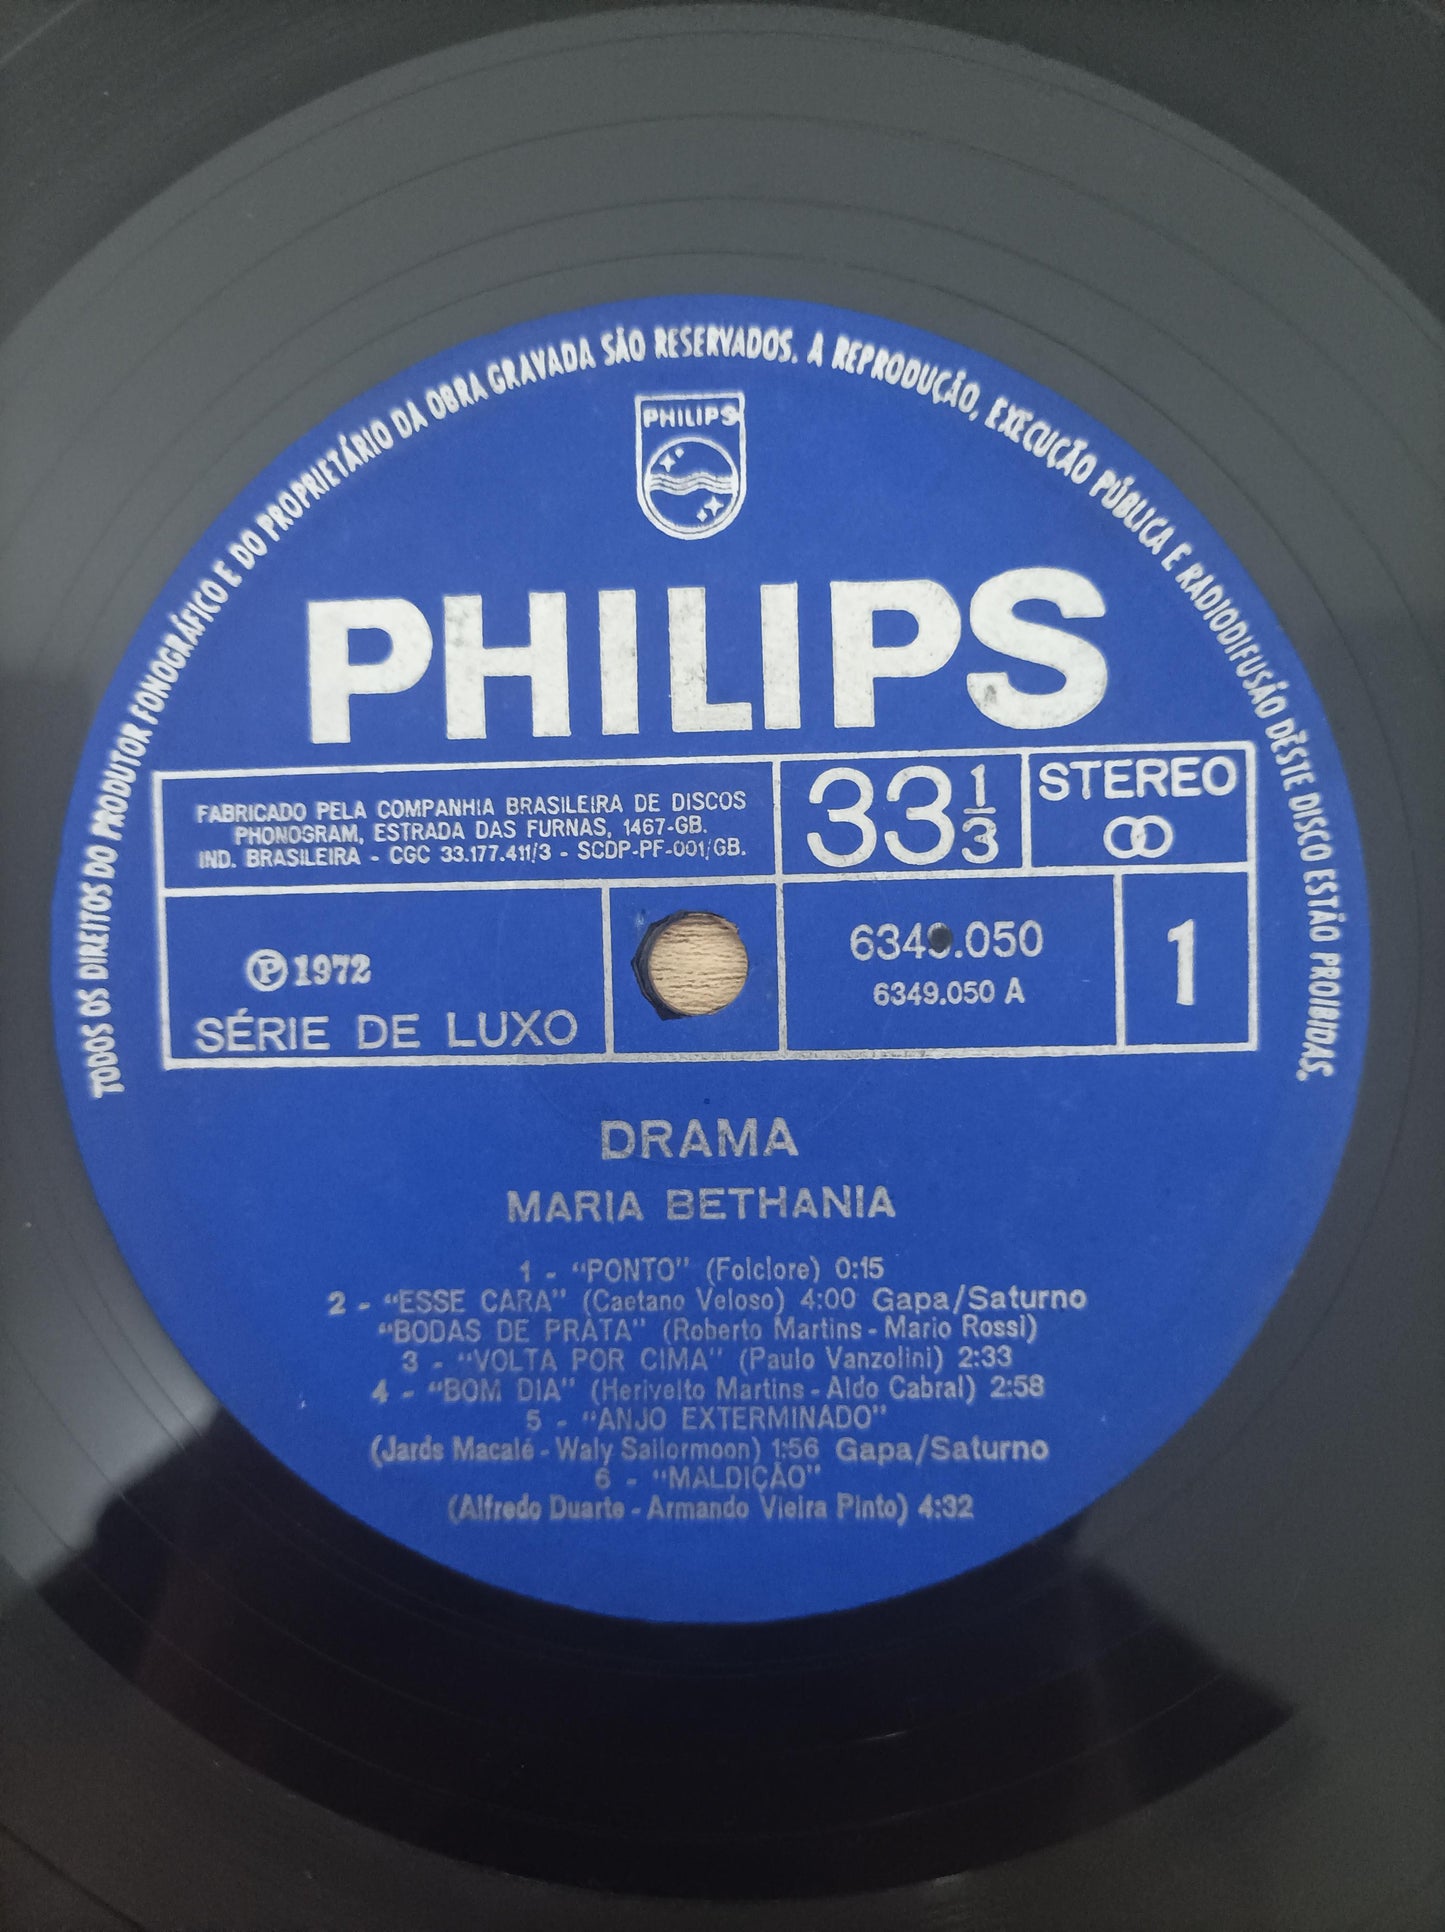 TODOS OS DIREITOS DO PRODUTOR FONOGRÁFICO E DO PROPRIETÁRIO DA OBRA GRAVADA SÃO RESERVADOS. A REPRODUÇÃO, EXECUÇÃO PÚBLICA E RADIODIFUSÃO DÊSTE DISCO ESTÃO PROIBIDAS.
PHILIPS
PHILIPS
FABRICADO PELA COMPANHIA BRASILEIRA DE DISCOS
PHONOGRAM, ESTRADA DAS FURNAS, 1467-GB.
IND. BRASILEIRA - CGC 33.177.411/3 - SCDP-PF-001/GB.
33 1/3
STEREO
℗ 1972
SÉRIE DE LUXO
6349.050
6349.050 A
1
DRAMA
MARIA BETHANIA
1 - "PONTO" (Folclore) 0:15
2 - "ESSE CARA" (Caetano Veloso) 4:00 Gapa/Saturno
"BODAS DE PRATA" (Roberto Martins - Mario Rossi)
3 - "VOLTA POR CIMA" (Paulo Vanzolini) 2:33
4 - "BOM DIA" (Herivelto Martins - Aldo Cabral) 2:58
5 - "ANJO EXTERMINADO"
(Jards Macalé - Waly Sailormoon) 1:56 Gapa/Saturno
6 - "MALDIÇÃO"
(Alfredo Duarte - Armando Vieira Pinto) 4:32